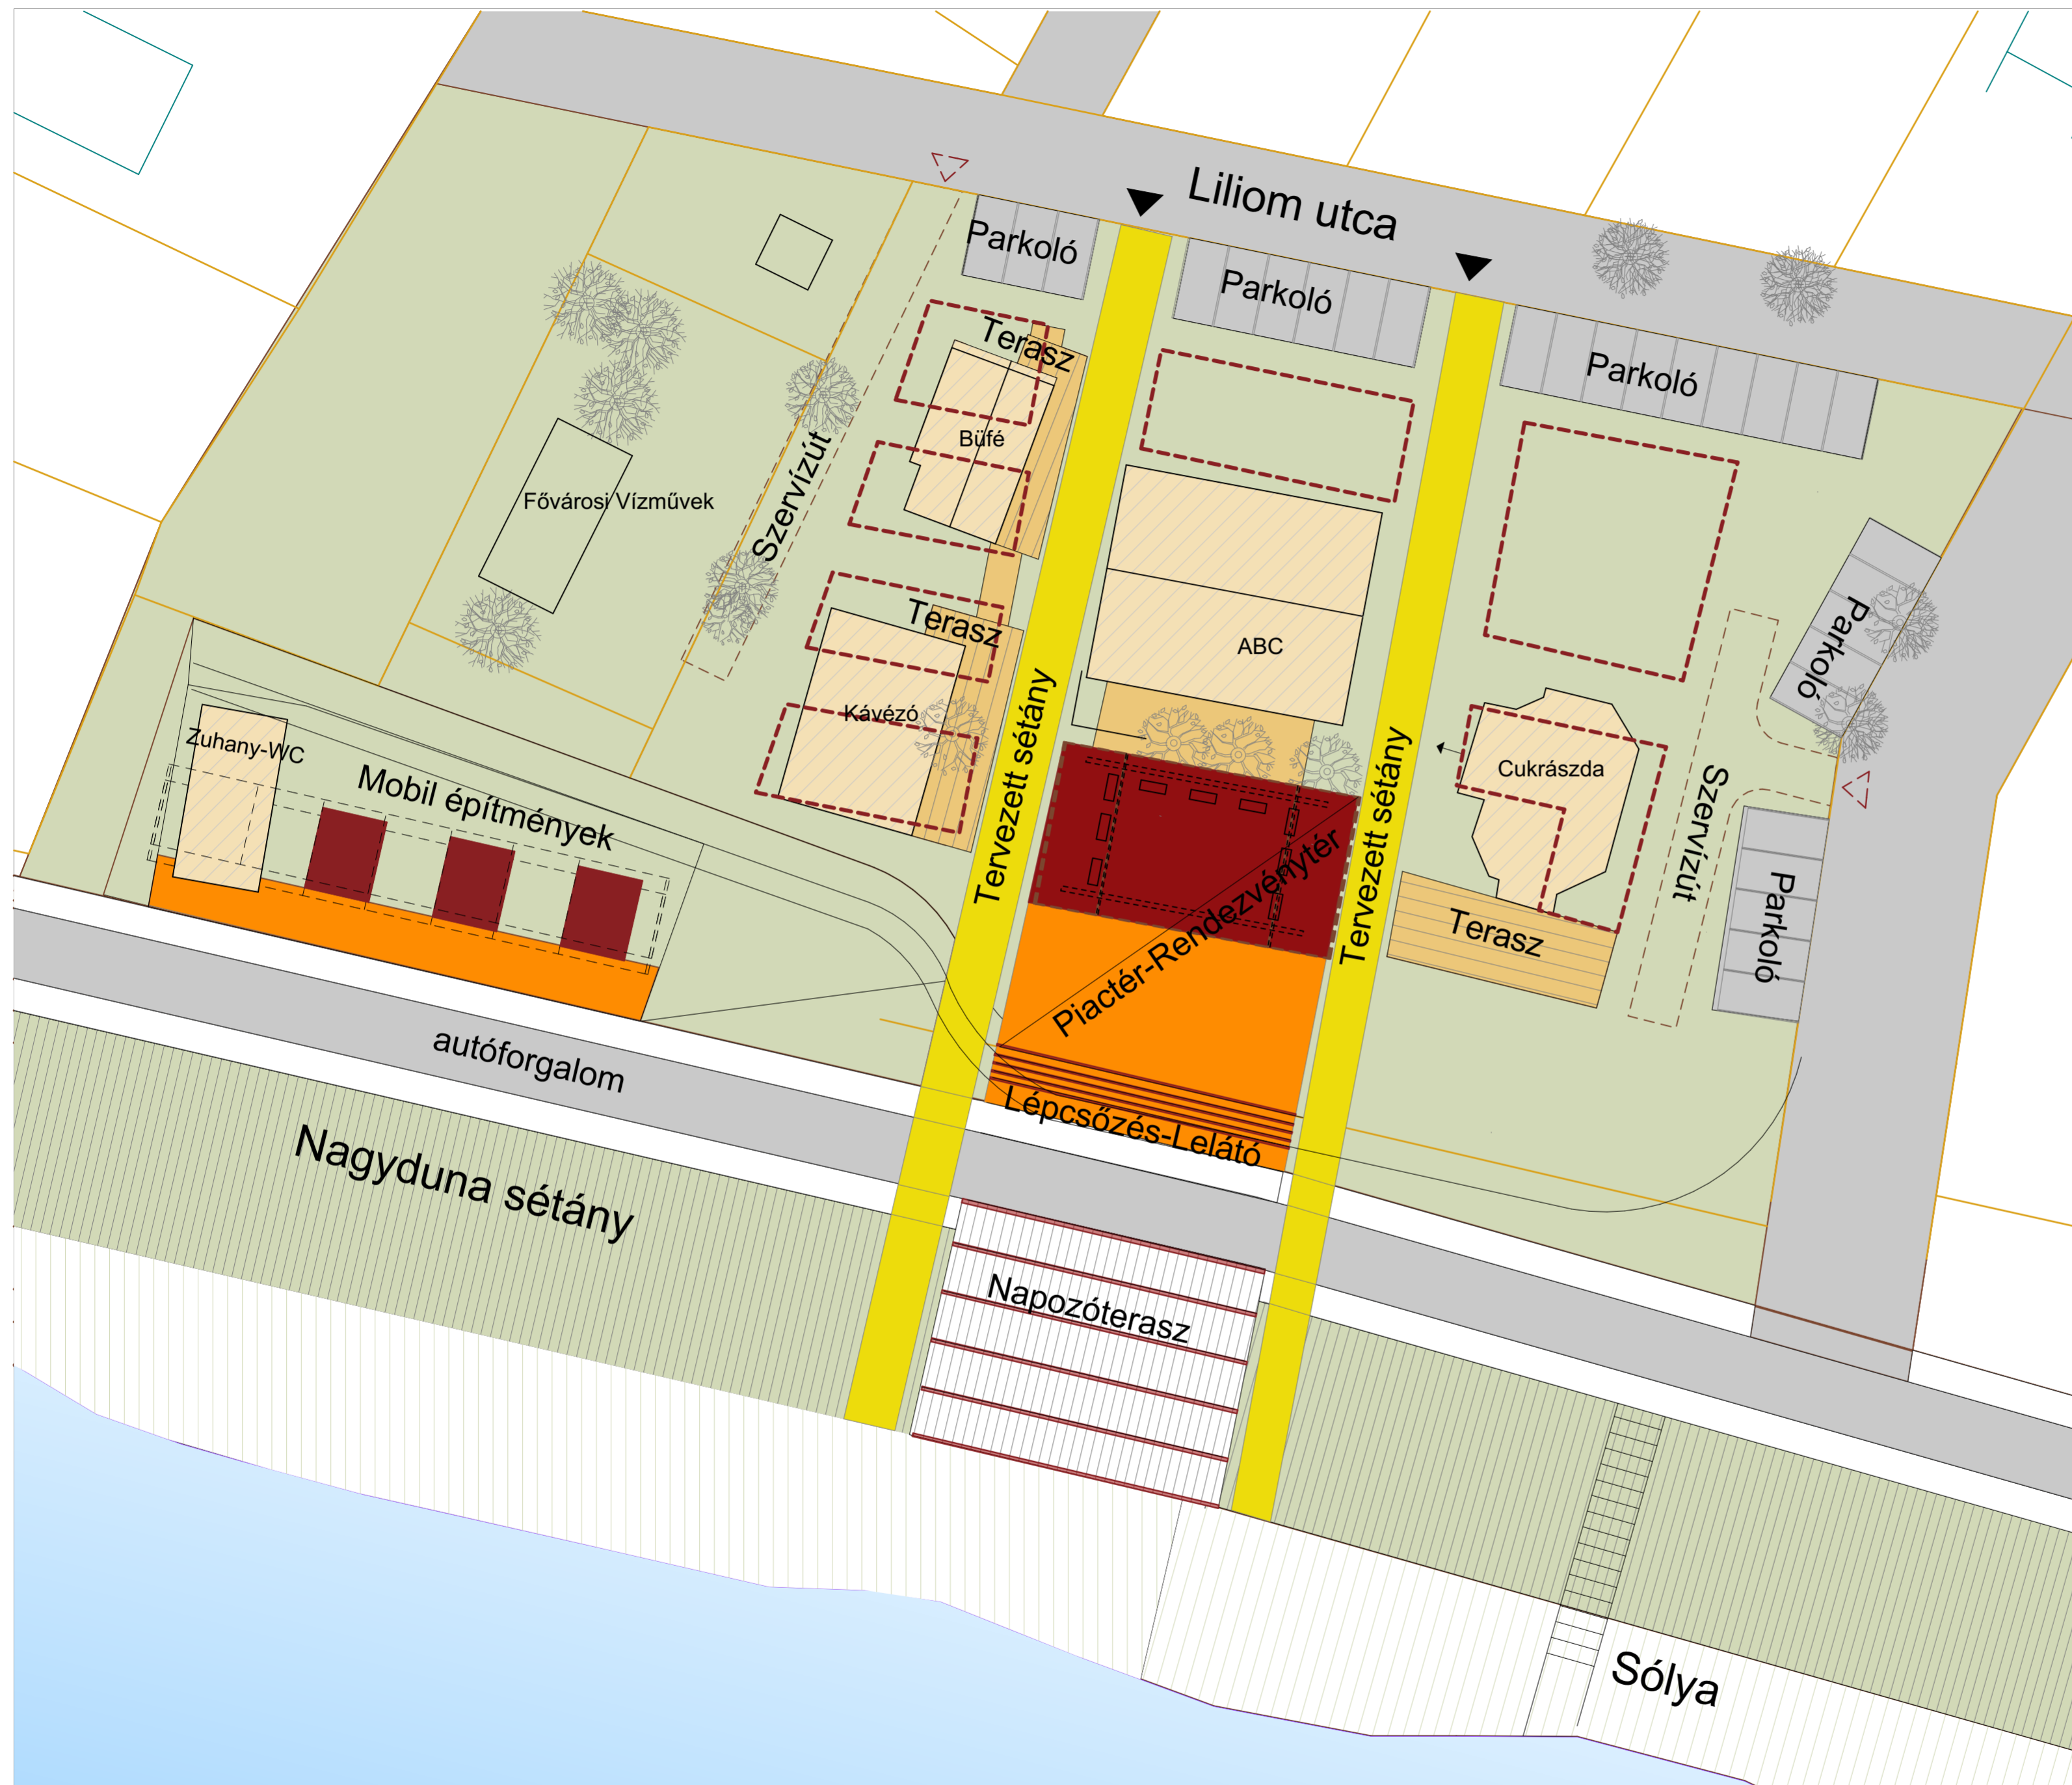 Liliom utca
Parkoló
Parkoló
Parkoló
Terasz
Büfé
Fővárosi Vízművek
Szervízút
Terasz
ABC
Parkoló
Kávézó
Tervezett sétány
Tervezett sétány
Cukrászda
Szervízút
Zuhany-WC
Mobil építmények
Piactér-Rendezvénytér
Terasz
Parkoló
autóforgalom
Lépcsőzés-Lelátó
Nagyduna sétány
Napozóterasz
Sólya